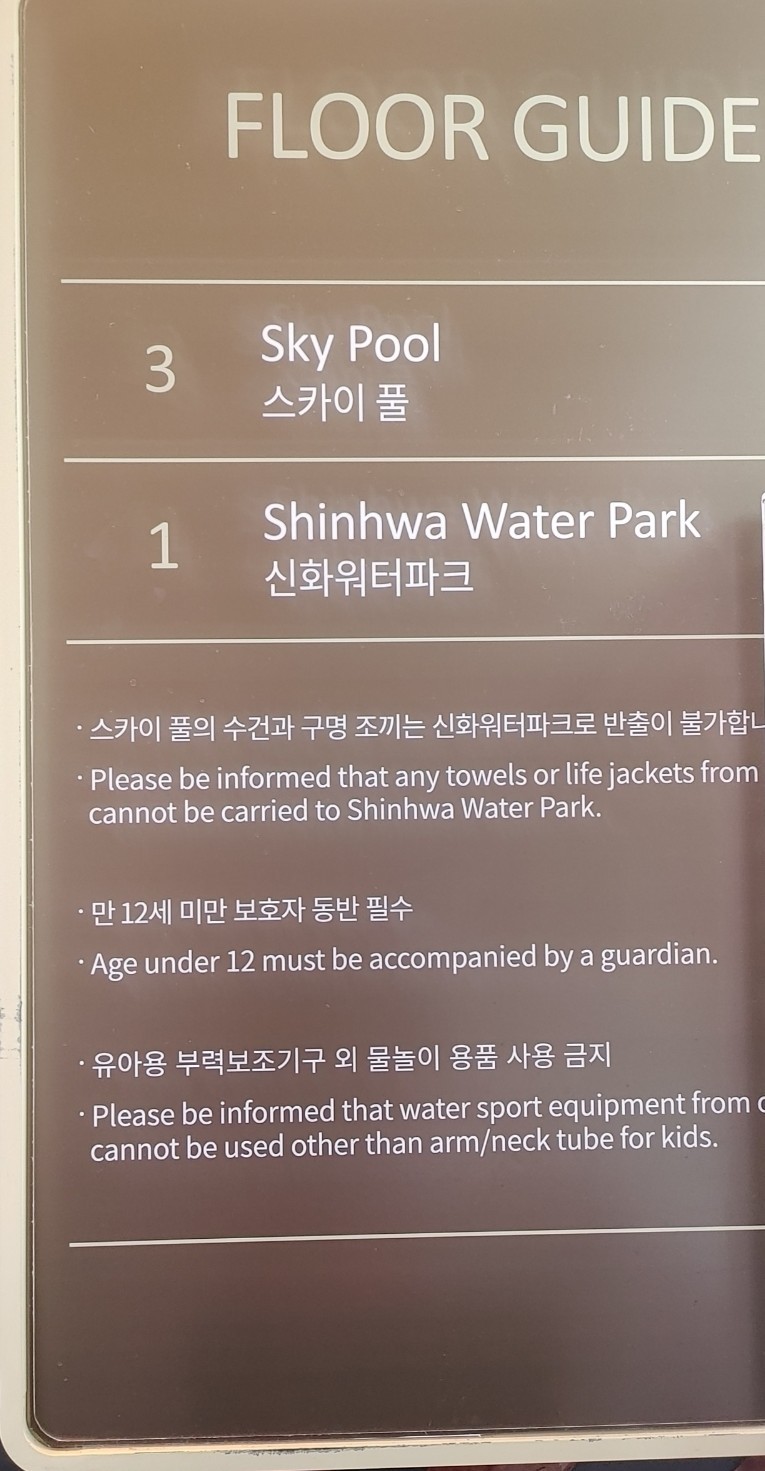 FLOOR GUIDE
3
Sky Pool
스카이 풀
1
Shinhwa Water Park
신화워터파크
· 스카이 풀의 수건과 구명 조끼는 신화워터파크로 반출이
· Please be informed that any towels or life jackets from
cannot be carried to Shinhwa Water Park.
· 만 12세 미만 보호자 동반 필수
· Age under 12 must be accompanied by a guardian.
· 유아용 부력보조기구 외 물놀이 용품 사용 금지
· Please be informed that water sport equipment from
cannot be used other than arm/neck tube for kids.